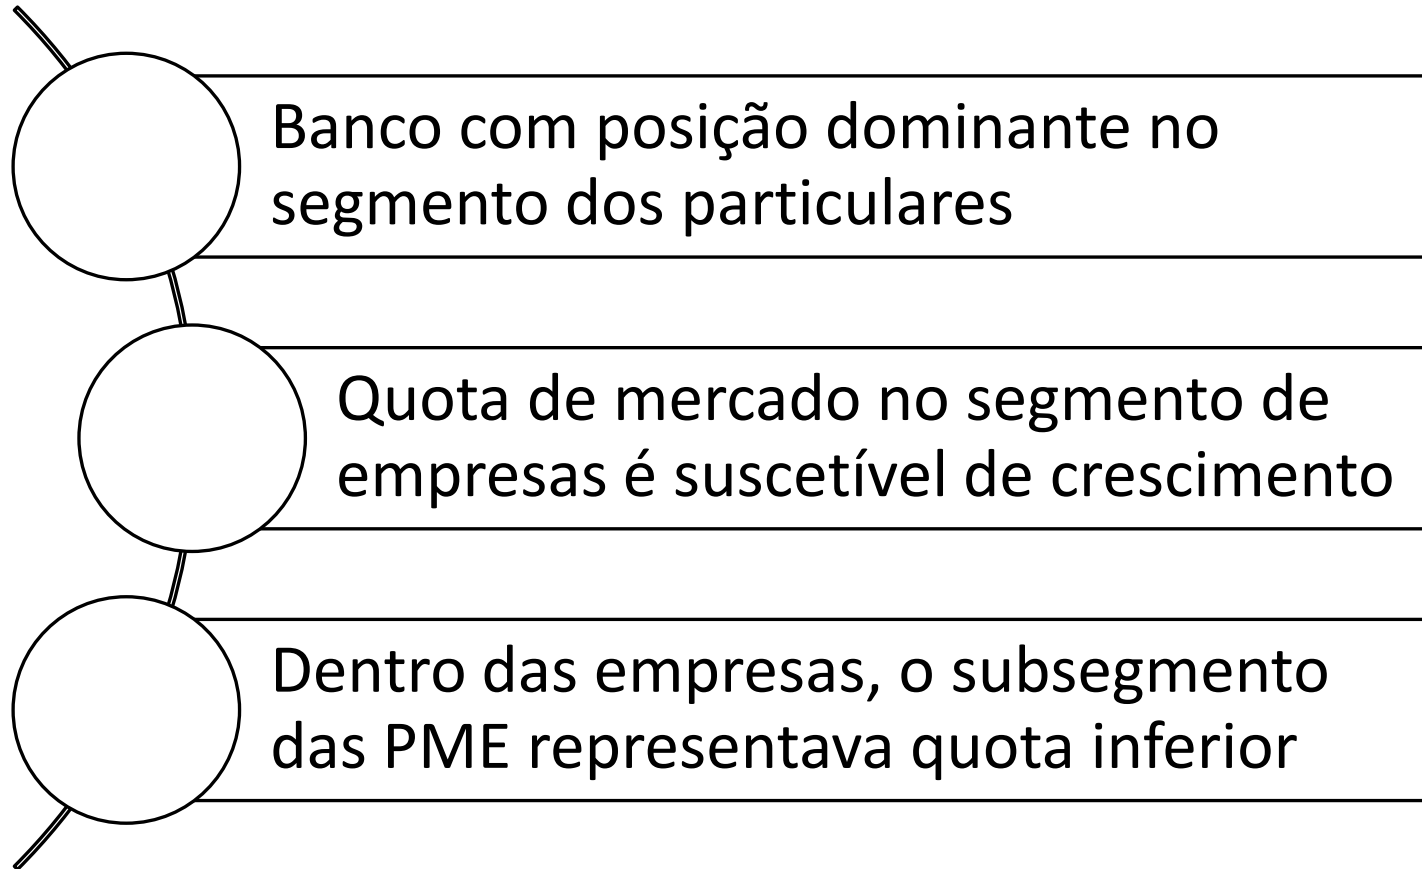 Banco com posição dominante no
segmento dos particulares
Quota de mercado no segmento de
empresas é suscetível de crescimento
Dentro das empresas, o subsegmento
das PME representava quota inferior